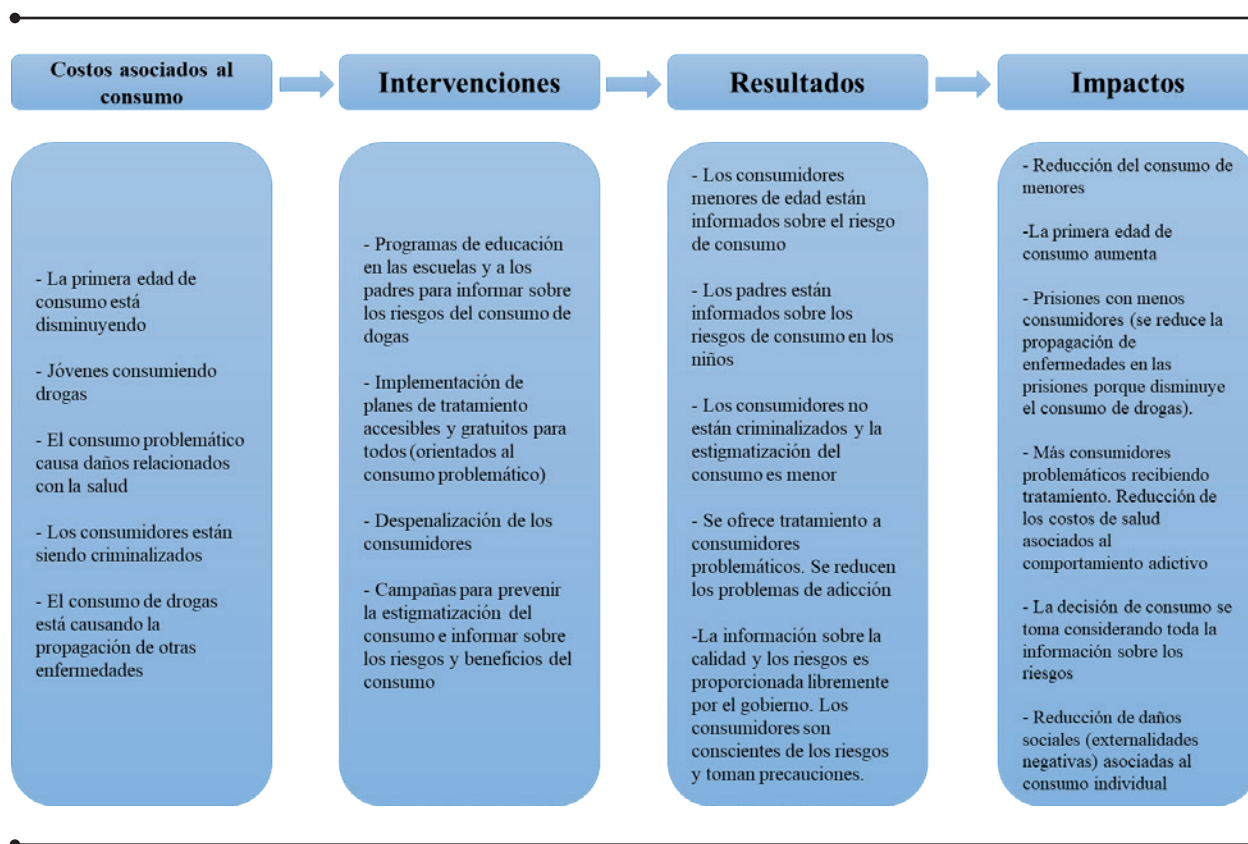 Costos asociados al
consumo
Intervenciones
Resultados
Impactos
- La primera edad de
consumo está
disminuyendo
- Jóvenes consumiendo
drogas
- El consumo problemático
causa daños relacionados
con la salud
- Los consumidores están
siendo criminalizados
- El consumo de drogas
está causando la
propagación de otras
enfermedades
- Programas de educación
en las escuelas y a los
padres para informar sobre
los riesgos del consumo de
dogas
- Implementación de
planes de tratamiento
accesibles y gratuitos para
todos (orientados al
consumo problemático)
- Despenalización de los
consumidores
- Campañas para prevenir
la estigmatización del
consumo e informar sobre
los riesgos y beneficios del
consumo
- Los consumidores
menores de edad están
informados sobre el riesgo
de consumo
- Los padres están
informados sobre los
riesgos de consumo en los
niños
- Los consumidores no
están criminalizados y la
estigmatización del
consumo es menor
- Se ofrece tratamiento a
consumidores
problemáticos. Se reducen
los problemas de adicción
-La información sobre la
calidad y los riesgos es
proporcionada libremente
por el gobierno. Los
consumidores son
conscientes de los riesgos
y toman precauciones.
- Reducción del consumo de
menores
-La primera edad de
consumo aumenta
- Prisiones con menos
consumidores (se reduce la
propagación de
enfermedades en las
prisiones porque disminuye
el consumo de drogas).
- Más consumidores
problemáticos recibiendo
tratamiento. Reducción de
los costos de salud
asociados al
comportamiento adictivo
- La decisión de consumo se
toma considerando toda la
información sobre los
riesgos
- Reducción de daños
sociales (externalidades
negativas) asociadas al
consumo individual